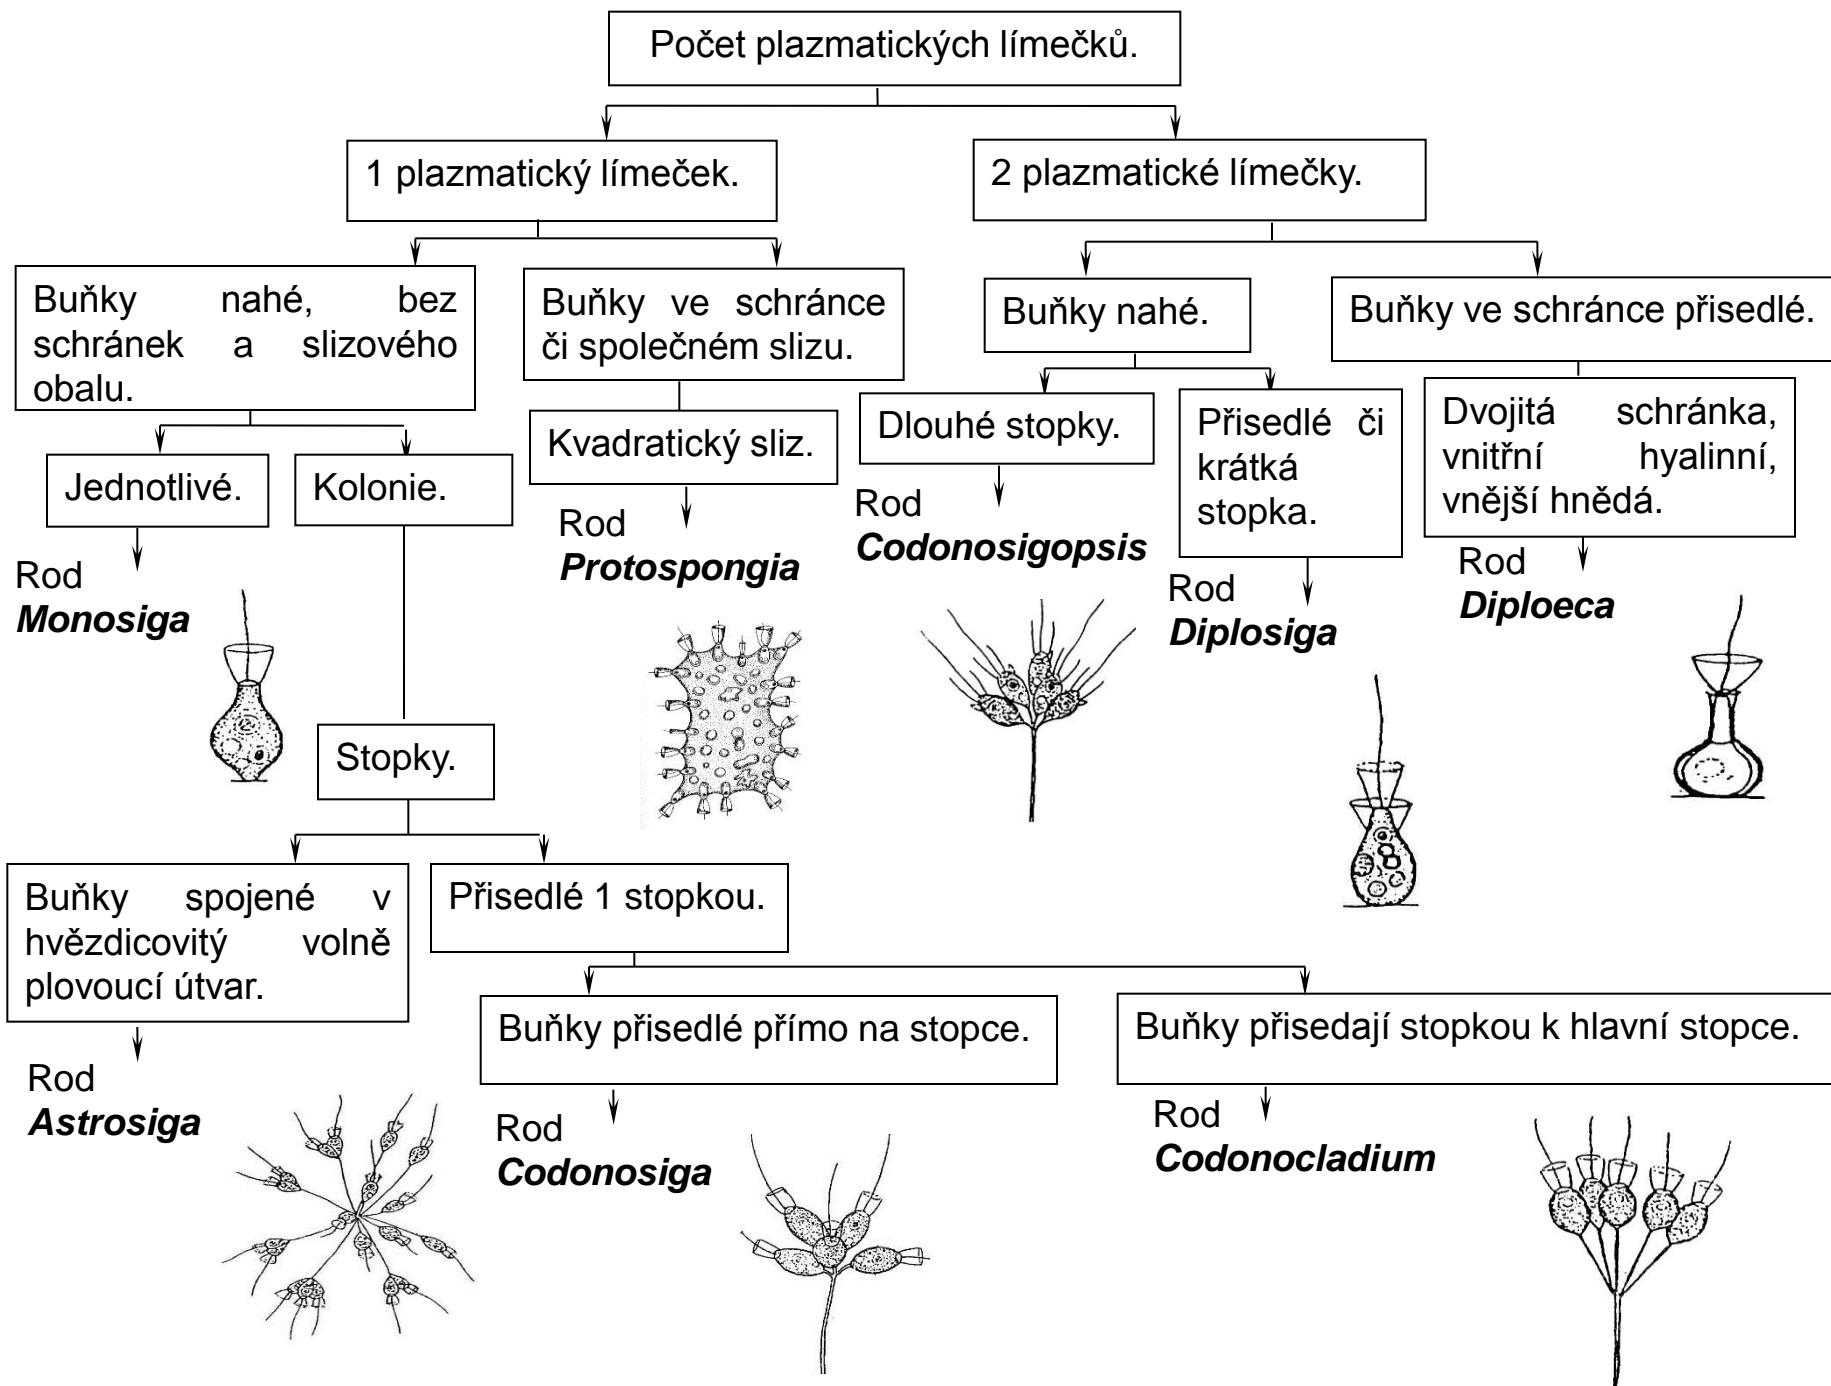 Počet plazmatických límečků.
1 plazmatický límeček.
2 plazmatické límečky.
Buňky nahé, bez
schránek a slizového
obalu.
Buňky ve schránce
či společném slizu.
Buňky nahé.
Buňky ve schránce přisedlé.
Jednotlivé.
Kolonie.
Kvadratický sliz.
Dlouhé stopky.
Přisedlé či
krátká
stopka.
Dvojitá schránka,
vnitřní hyalinní,
vnější hnědá.
Rod
Monosiga
Rod
Protospongia
Rod
Codonosigopsis
Rod
Diplosiga
Rod
Diploeca
Stopky.
Buňky spojené v
hvězdicovitý volně
plovoucí útvar.
Přisedlé 1 stopkou.
Buňky přisedlé přímo na stopce.
Buňky přisedají stopkou k hlavní stopce.
Rod
Astrosiga
Rod
Codonosiga
Rod
Codonocladium